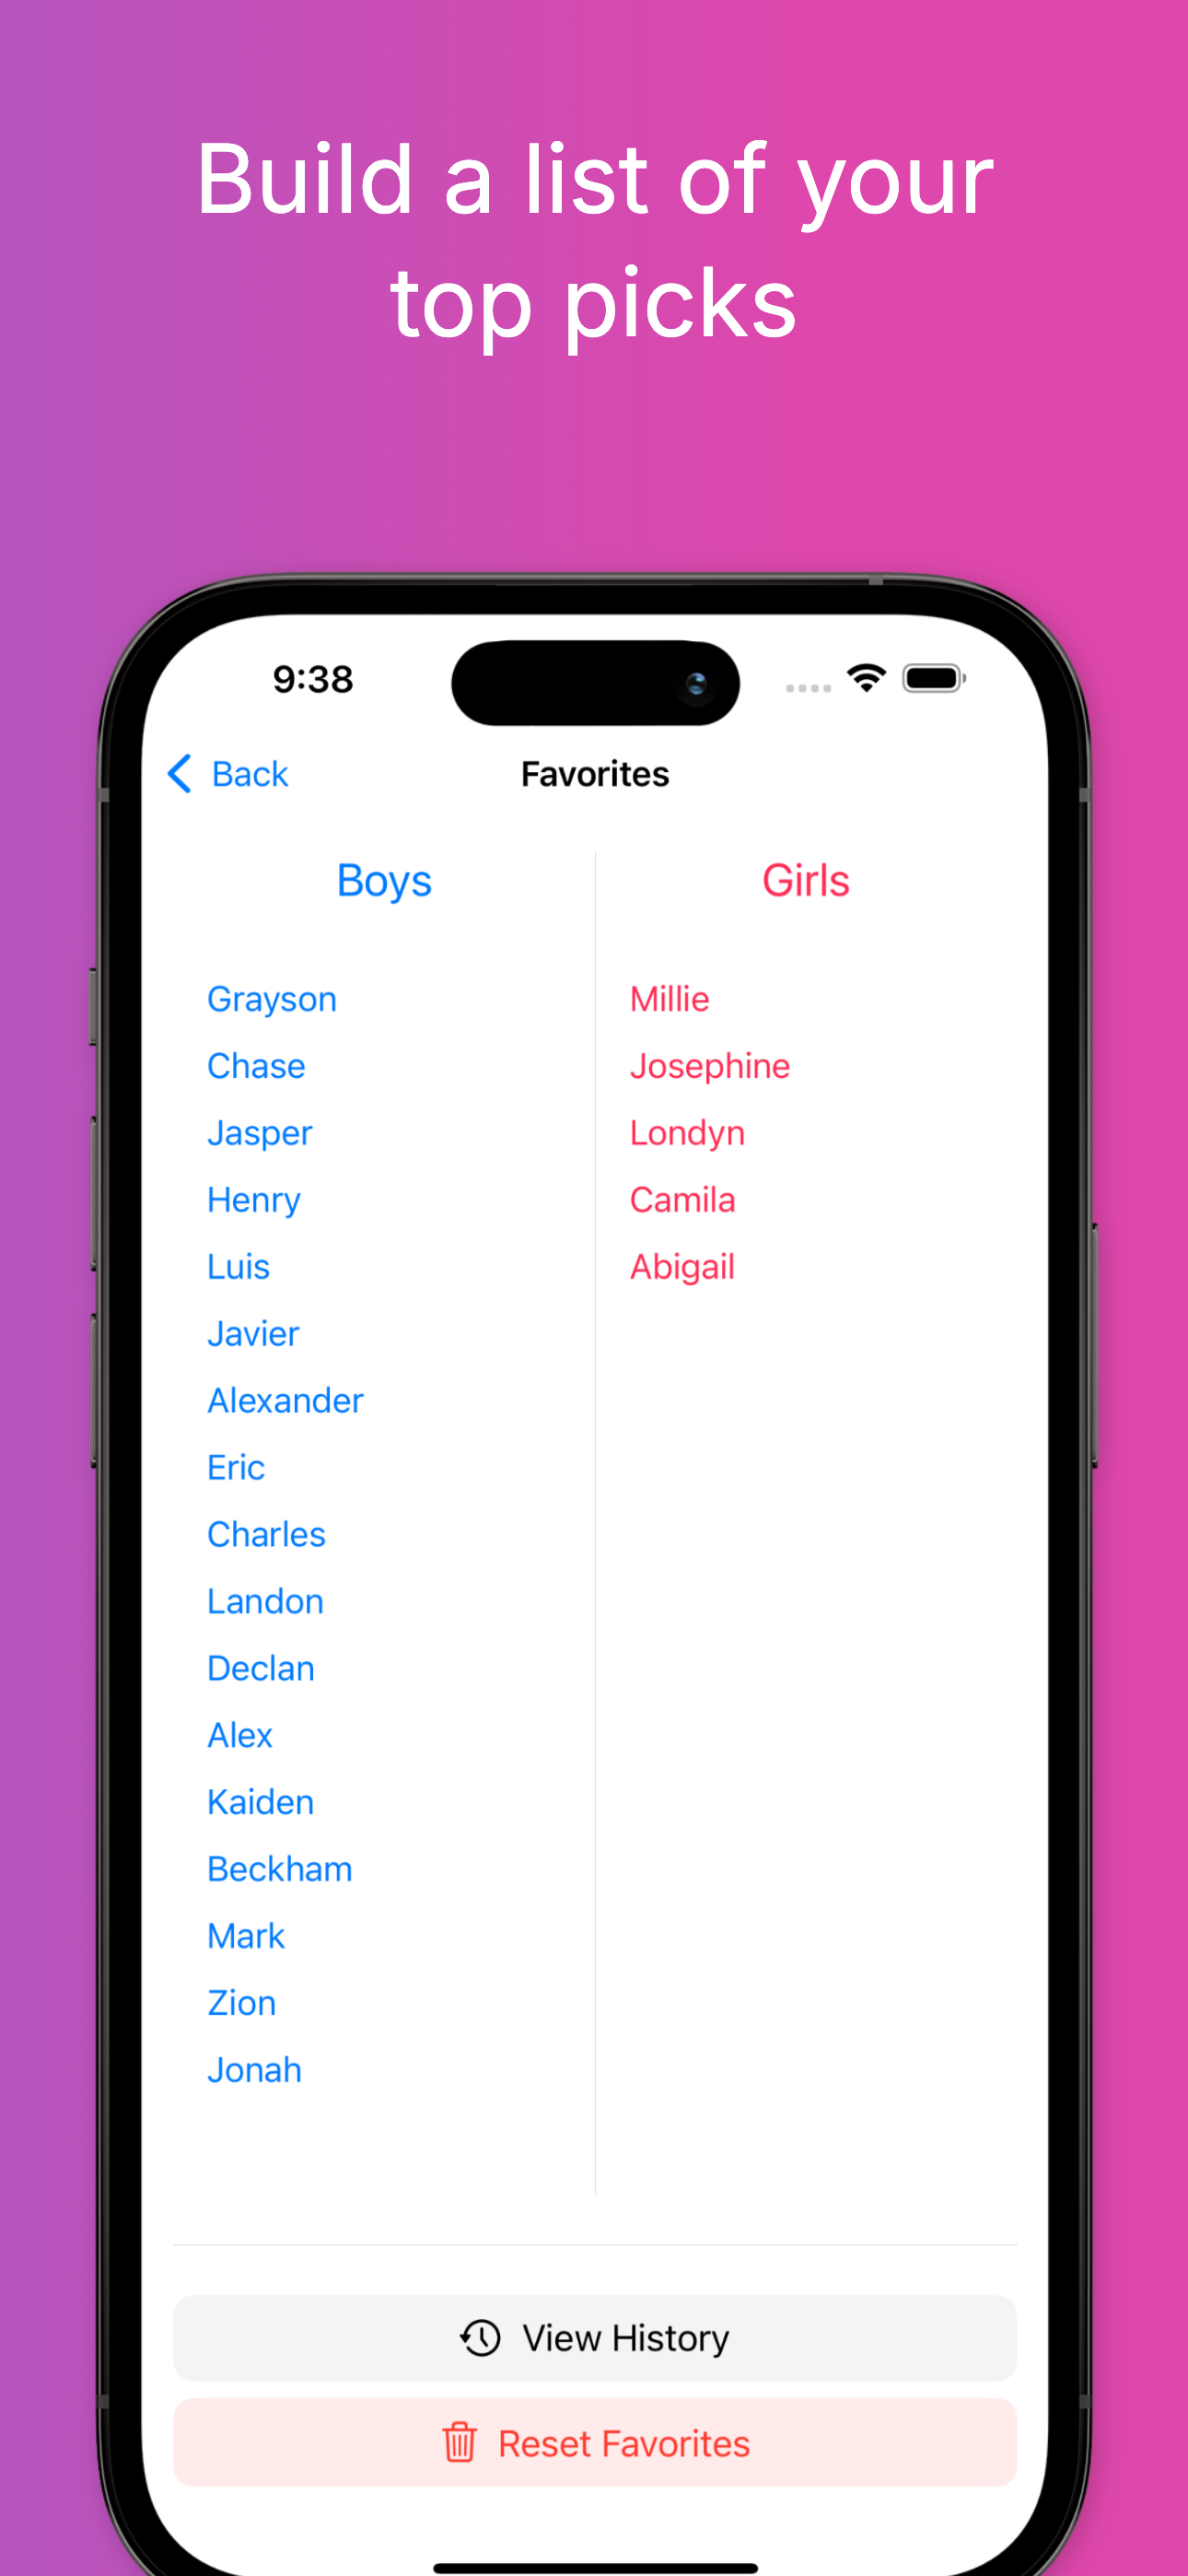 Build a list of your
top picks
9:38
Back
Favorites
Boys
Girls
Grayson
Chase
Jasper
Henry
Luis
Javier
Alexander
Eric
Charles
Landon
Declan
Alex
Kaiden
Beckham
Mark
Zion
Jonah
Millie
Josephine
Londyn
Camila
Abigail
View History
Reset Favorites